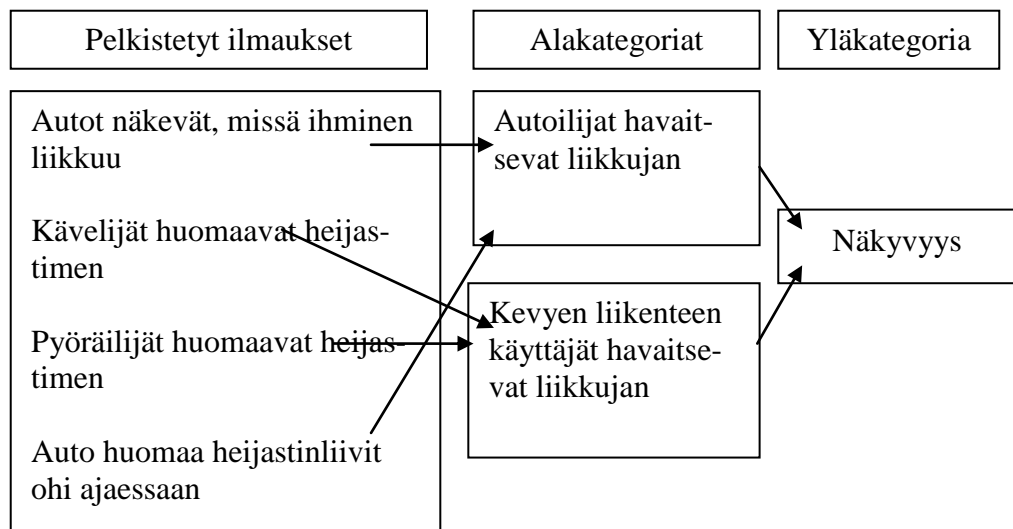 Pelkistetyt ilmaukset
Alakategoriat
Yläkategoria
Autot näkevät, missä ihminen
liikkuu
Kävelijät huomaavat heijas-
timen
Pyöräilijät huomaavat heijas-
timen
Auto huomaa heijastinliivit
ohi ajaessaan
Autoilijat havait-
sevat liikkujan
Kevyen liikenteen
käyttäjät havaitse-
vat liikkujan
Näkyvyys